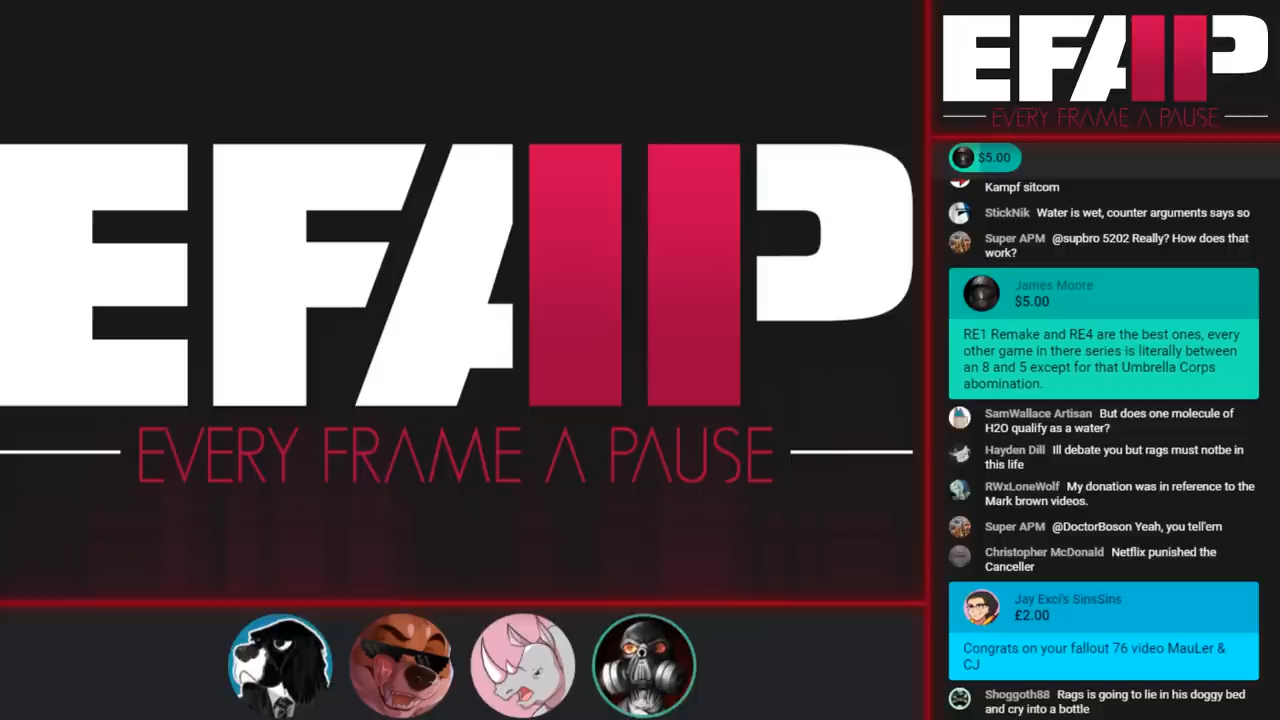 EFAP
EVERY FRAME A PAUSE
EFAP
EVERY FRAME A PAUSE
$5.00
Kampf sitcom
StickNik Water is wet, counter arguments says so
Super APM @supbro 5202 Really? How does that
work?
James Moore
$5.00
RE1 Remake and RE4 are the best ones, every
other game in there series is literally between
an 8 and 5 except for that Umbrella Corps
abomination.
SamWallace Artisan But does one molecule of
H2O qualify as a water?
Hayden Dill Ill debate you but rags must notbe in
this life
RWxLoneWolf My donation was in reference to the
Mark brown videos.
Super APM @DoctorBoson Yeah, you tell'em
Christopher McDonald Netflix punished the
Canceller
Jay Exci's SinsSins
£2.00
Congrats on your fallout 76 video MauLer &
CJ
Shoggoth88 Rags is going to lie in his doggy bed
and cry into a bottle